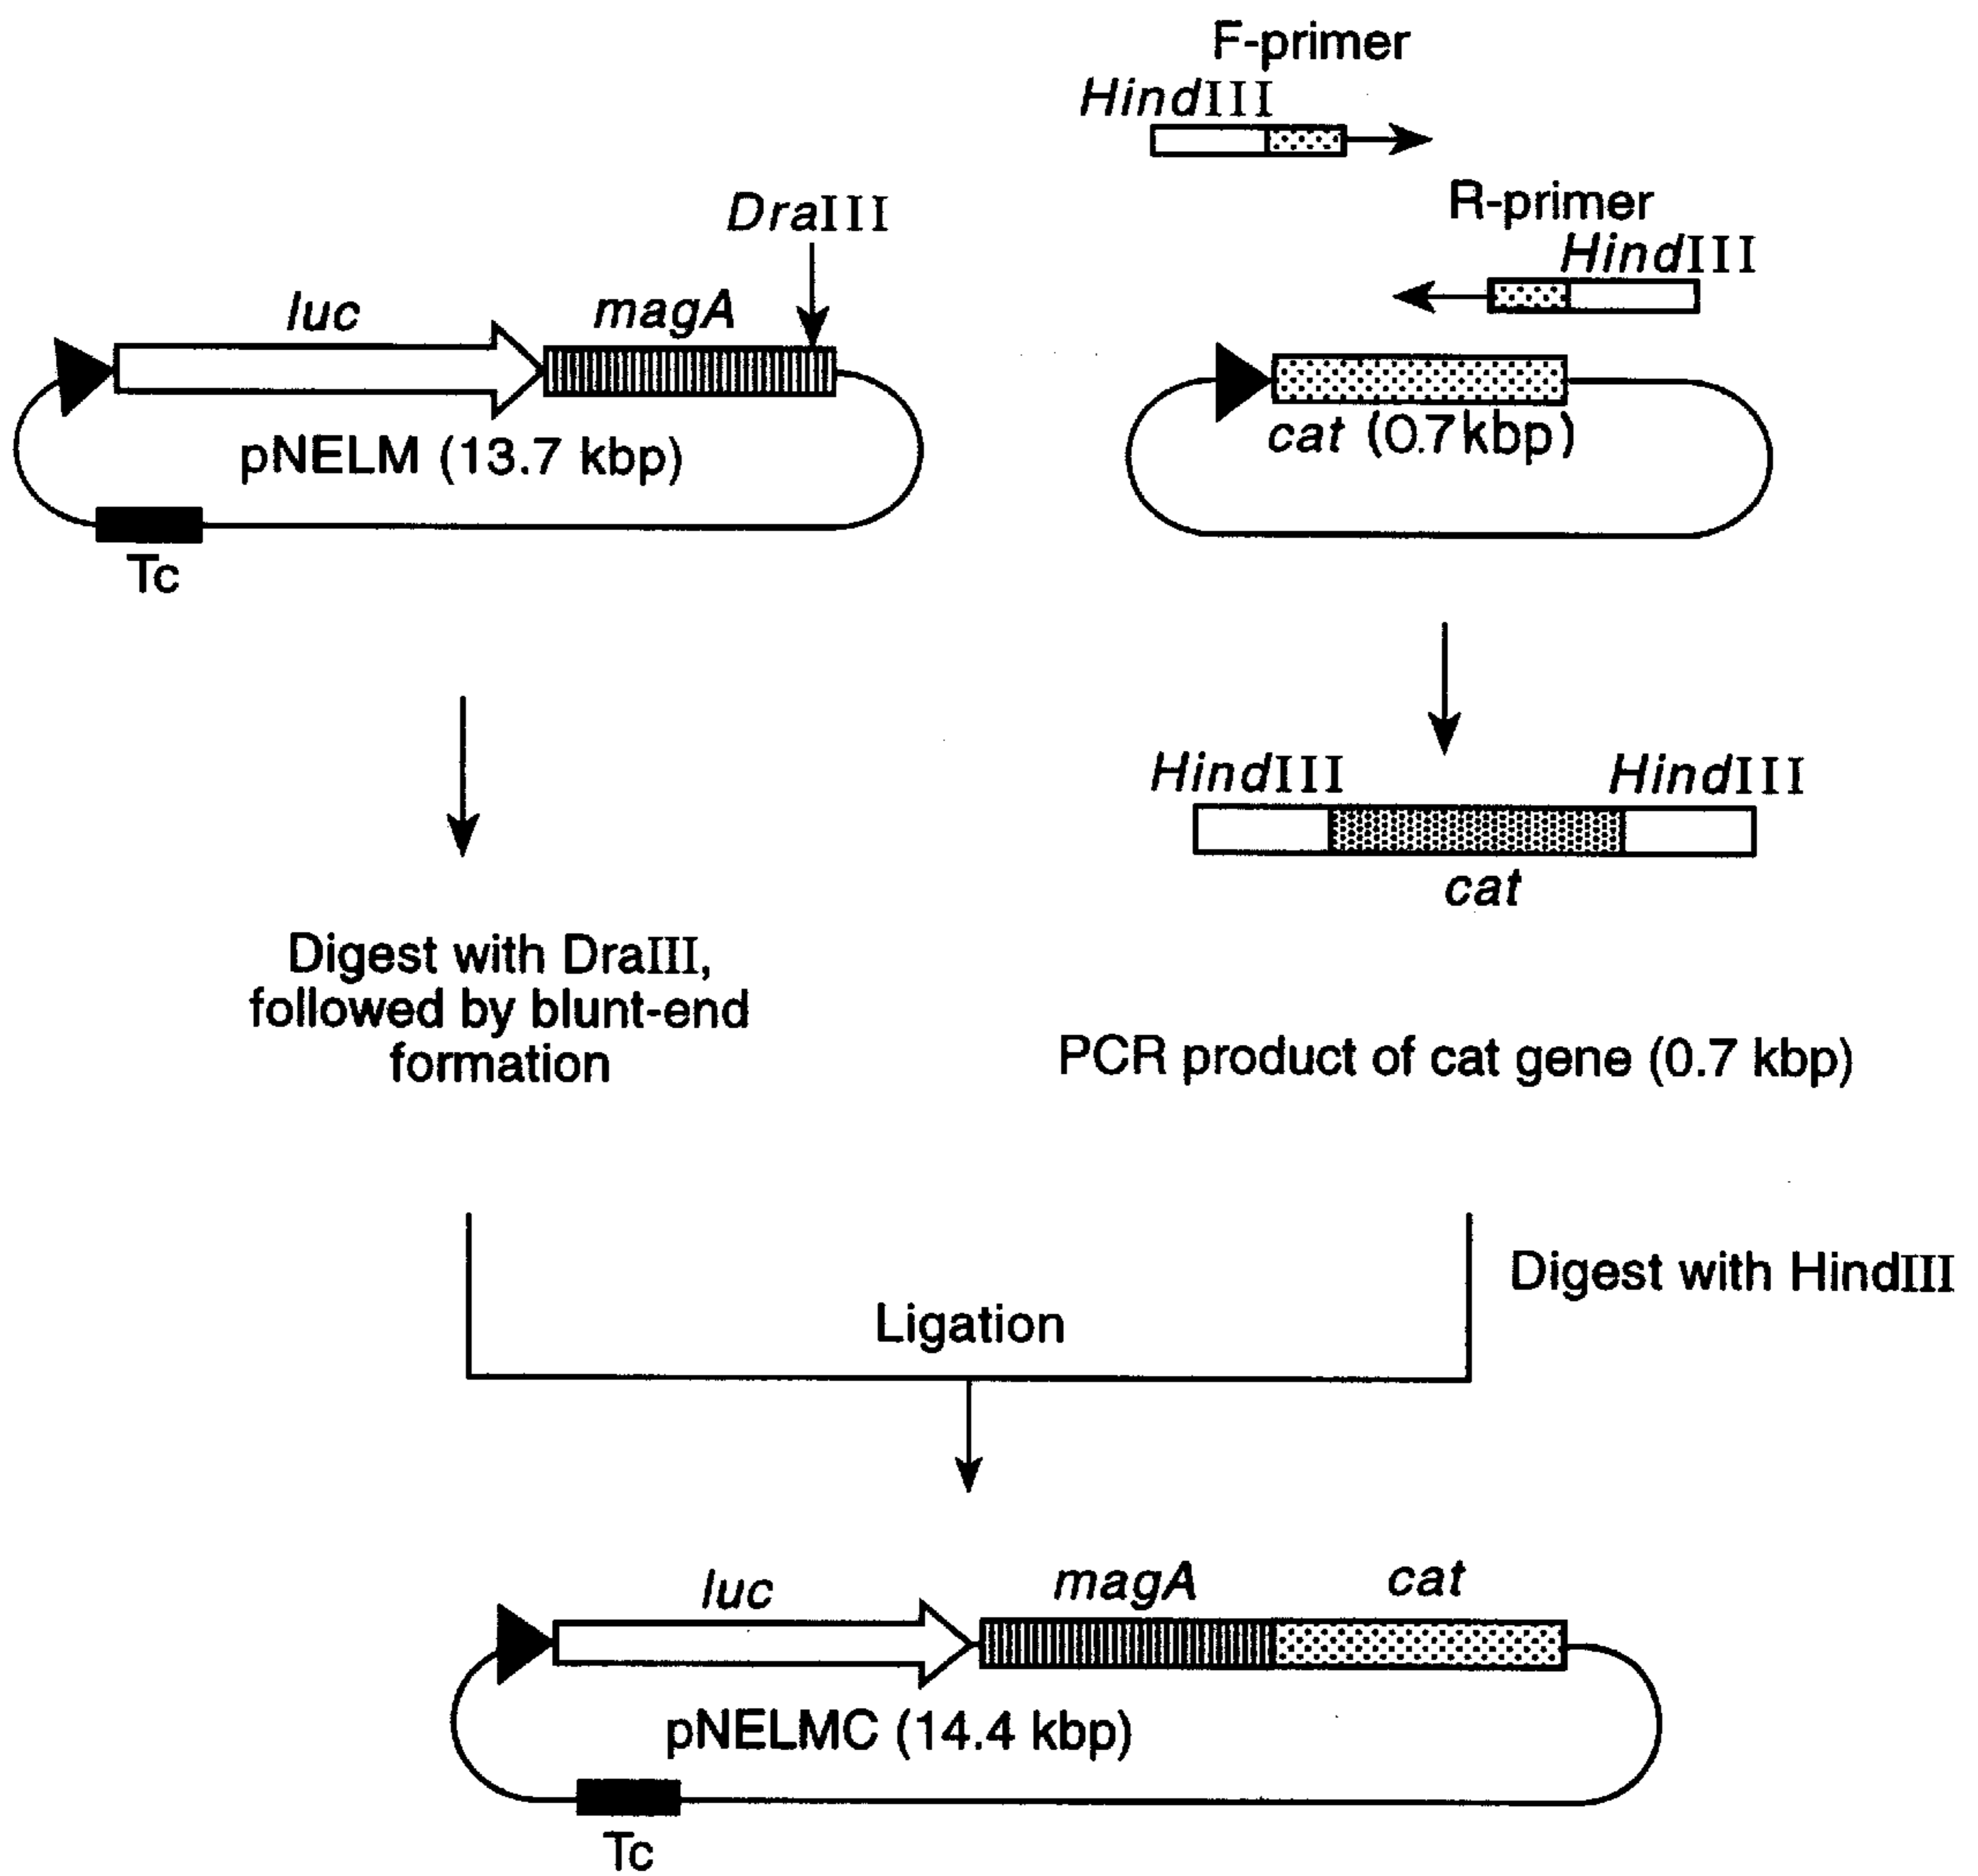 F-primer
HindIII
R-primer
HindIII
DraIII
luc
magA
pNELM (13.7 kbp)
Tc
cat (0.7kbp)
HindIII
HindIII
cat
Digest with DraIII,
followed by blunt-end
formation
PCR product of cat gene (0.7 kbp)
Digest with HindIII
Ligation
luc
magA
cat
pNELMC (14.4 kbp)
Tc